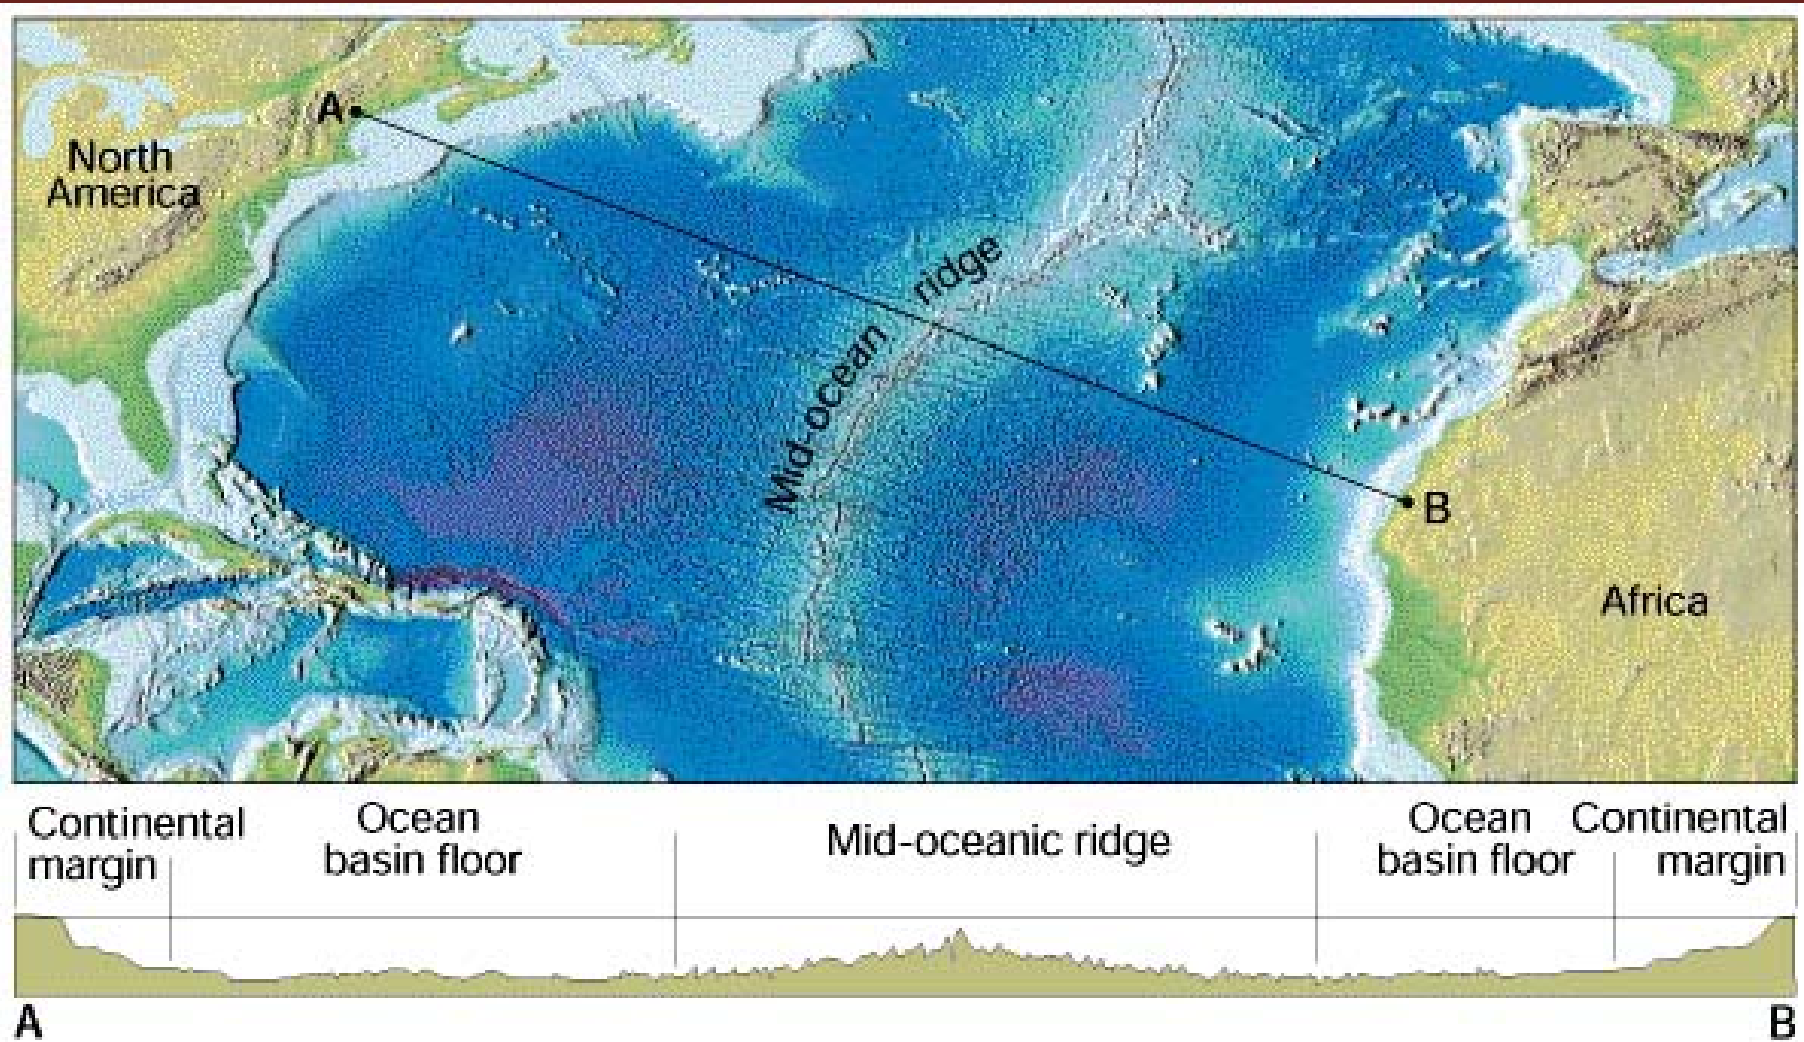 A
North
America
Mid-ocean ridge
B
Africa
Continental
margin
Ocean
basin floor
Mid-oceanic ridge
Ocean
basin floor
Continental
margin
A
B